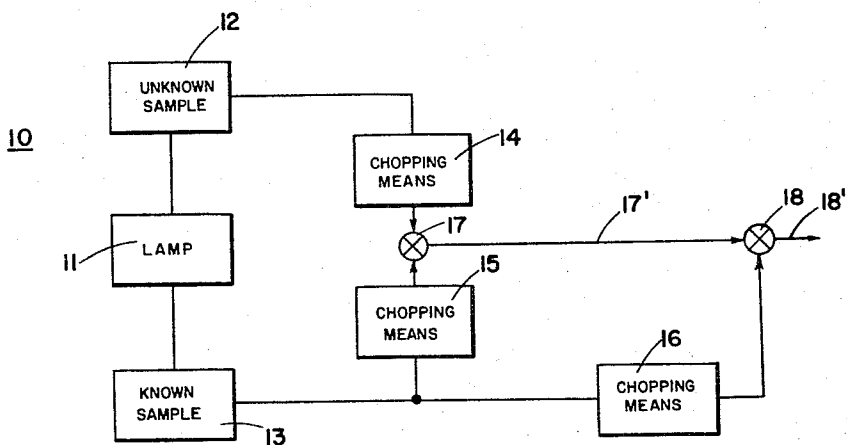 12
UNKNOWN
SAMPLE
10
14
CHOPPING
MEANS
17
17'
18
18'
11
LAMP
15
CHOPPING
MEANS
16
CHOPPING
MEANS
KNOWN
SAMPLE
13